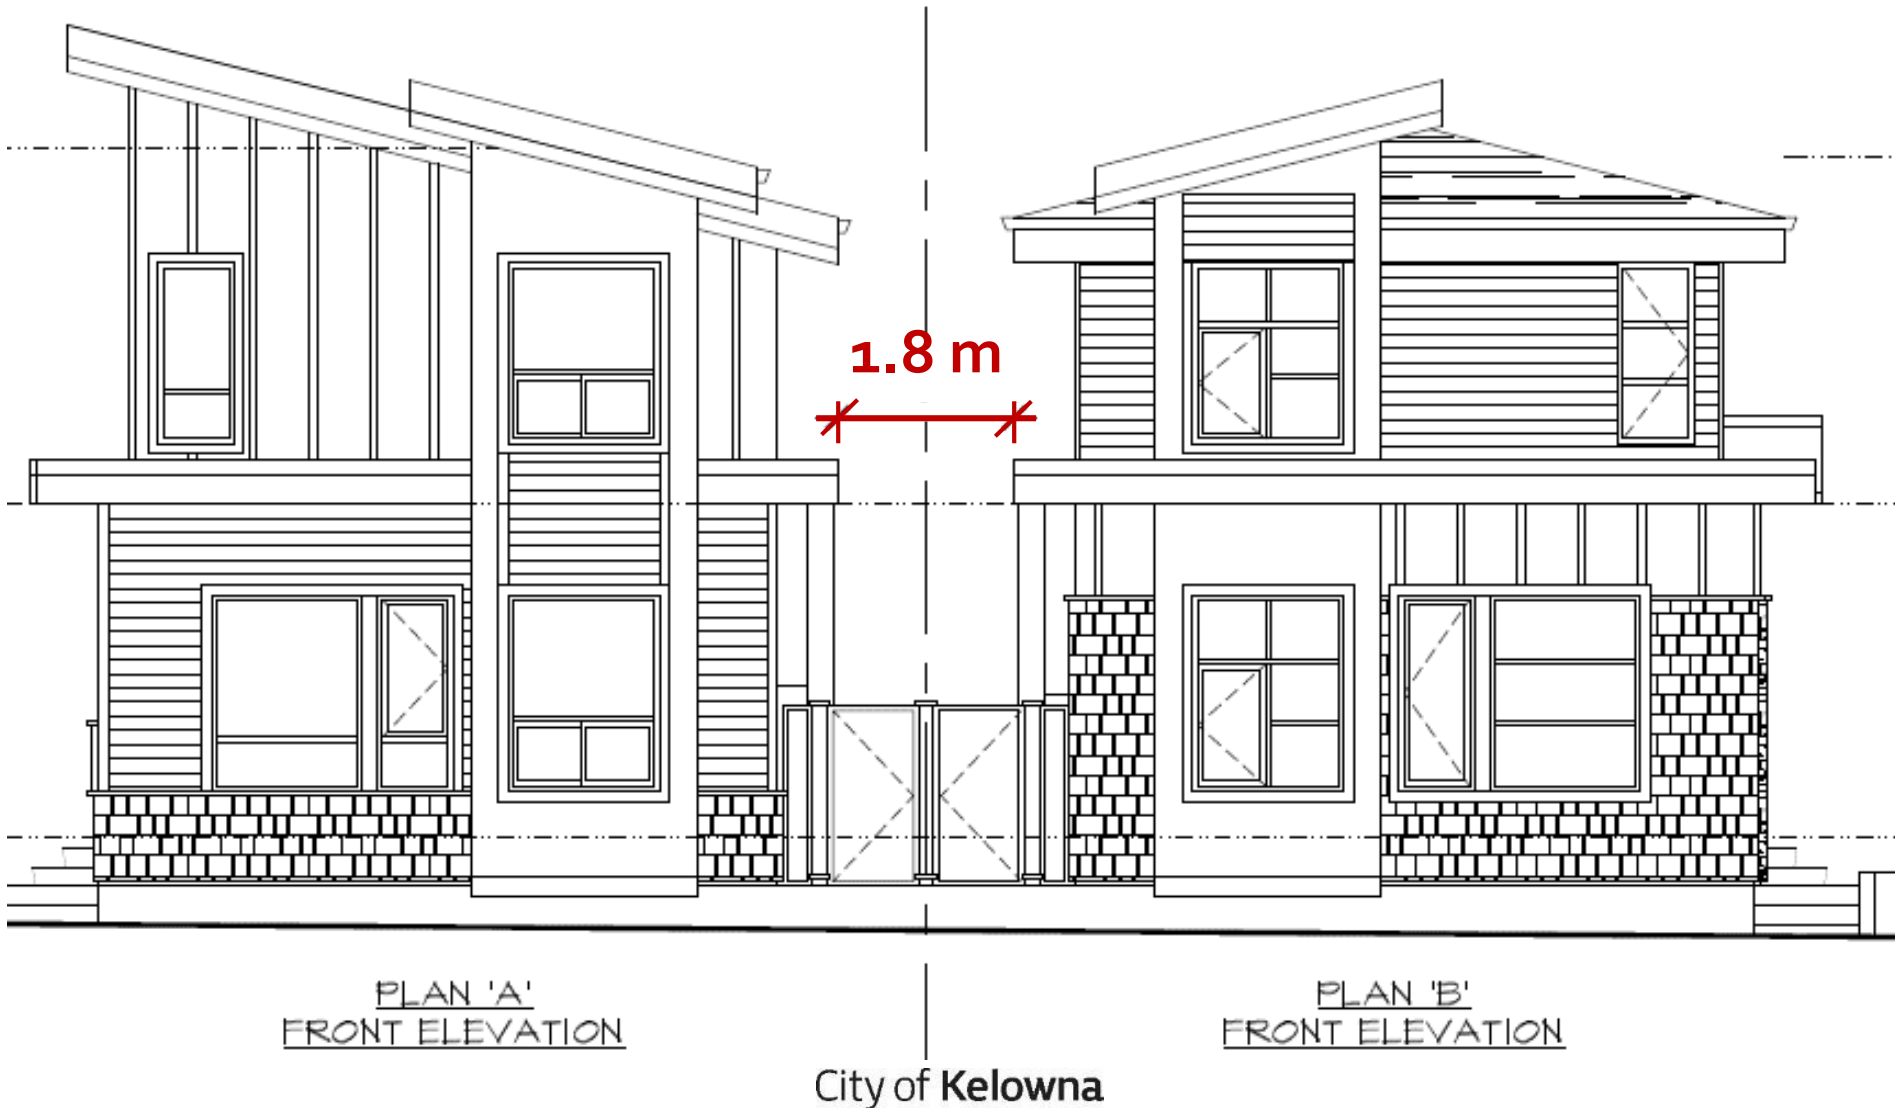 1.8 m
PLAN 'A'
FRONT ELEVATION
PLAN 'B'
FRONT ELEVATION
City of Kelowna